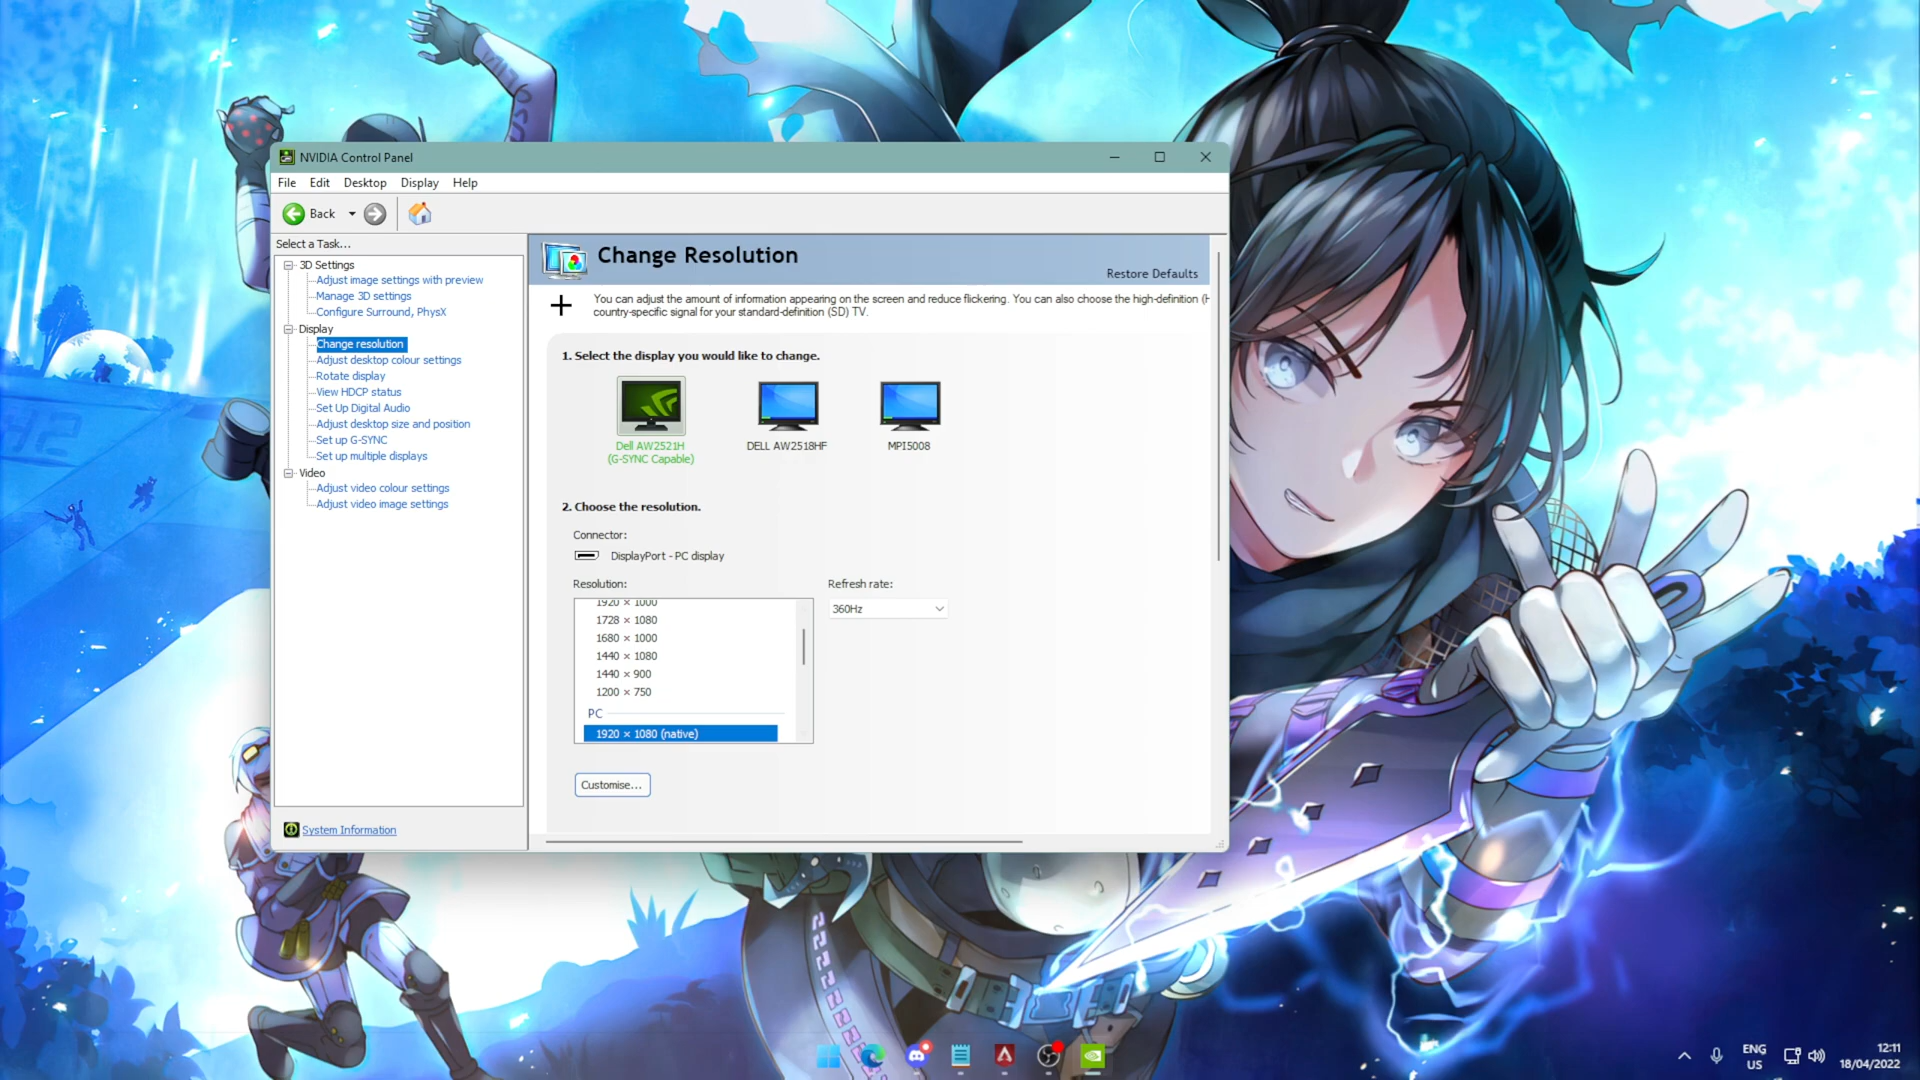 NVIDIA Control Panel
File Edit Desktop Display Help
Back
Select a Task...
3D Settings
Adjust image settings with preview
Manage 3D settings
Configure Surround, PhysX
Display
Change resolution
Adjust desktop colour settings
Rotate display
View HDCP status
Set Up Digital Audio
Adjust desktop size and position
Set up G-SYNC
Set up multiple displays
Video
Adjust video colour settings
Adjust video image settings
System Information
Change Resolution
Restore Defaults
You can adjust the amount of information appearing on the screen and reduce flickering. You can also choose the high-definition (H
country-specific signal for your standard-definition (SD) TV.
1. Select the display you would like to change.
Dell AW2521H
(G-SYNC Capable)
DELL AW2518HF
MPI5008
2. Choose the resolution.
Connector:
DisplayPort - PC display
Resolution:
Refresh rate:
1920 × 1000
360Hz
1728 × 1080
1680 × 1000
1440 × 1080
1440 × 900
1200 × 750
PC
1920 × 1080 (native)
Customise...
ENG
US
12:11
18/04/2022